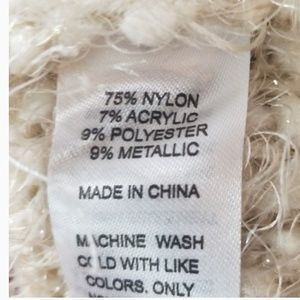 75% NYLON
7% ACRYLIC
9% POLYESTER
9% METALLIC
MADE IN CHINA
MACHINE WASH
COLD WITH LIKE
COLORS. ONLY